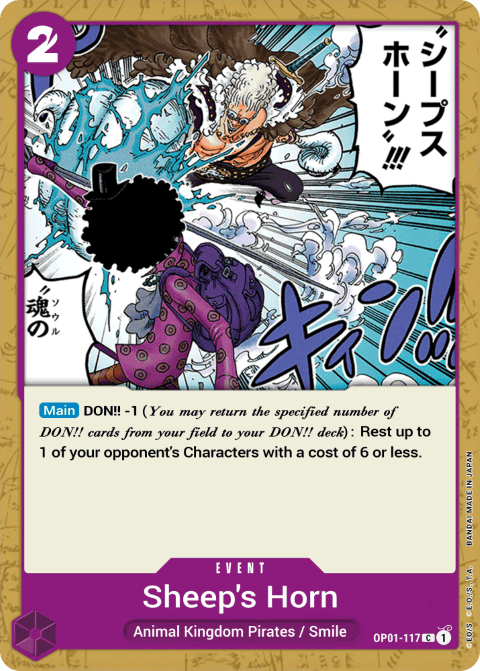 2
"シープス
ホーン"!!!
"魂の
ソウル
キィン!!
Main DON!! -1 (You may return the specified number of
DON!! cards from your field to your DON!! deck): Rest up to
1 of your opponent's Characters with a cost of 6 or less.
EVENT
Sheep's Horn
Animal Kingdom Pirates / Smile
OP01-117 C 1
©E.O./S. ©E.O./S.,T.A. BANDAI MADE IN JAPAN